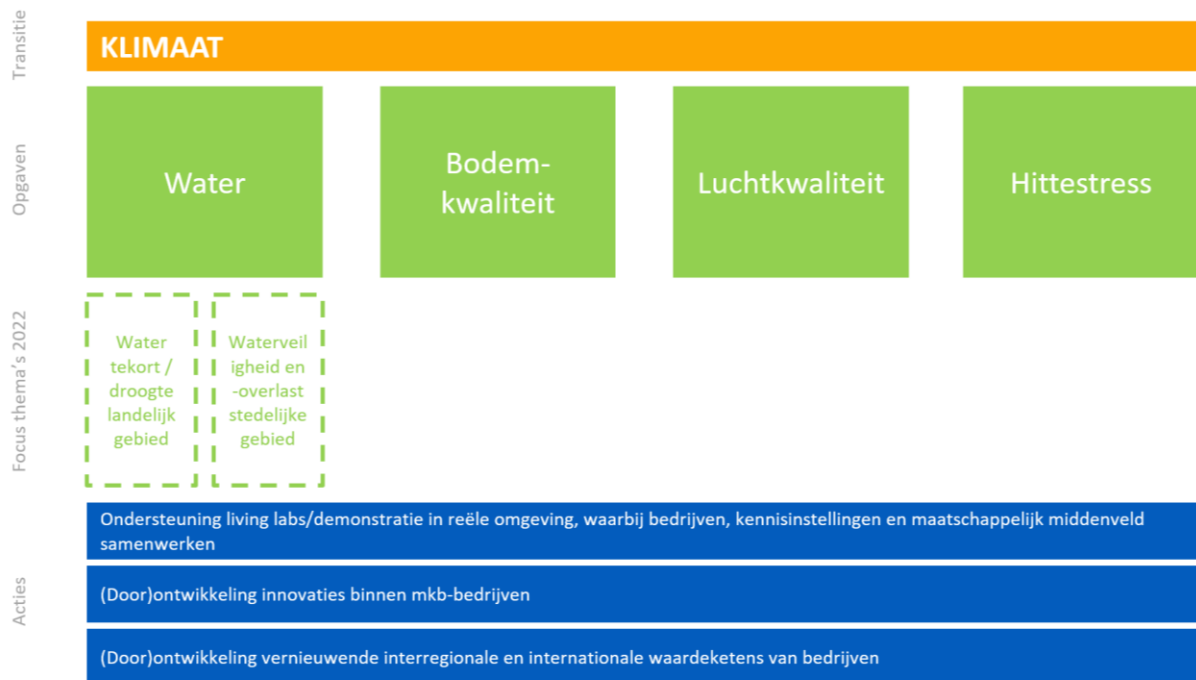 Transitie
KLIMAAT
Opgaven
Water
Bodem-
kwaliteit
Luchtkwaliteit
Hittestress
Focus thema's 2022
Water
tekort /
droogte
landelijk
gebied
Waterveil
igheid en
-overlast
stedelijke
gebied
Acties
Ondersteuning living labs/demonstratie in reële omgeving, waarbij bedrijven, kennisinstellingen en maatschappelijk middenveld
samenwerken
(Door)ontwikkeling innovaties binnen mkb-bedrijven
(Door)ontwikkeling vernieuwende interregionale en internationale waardeketens van bedrijven